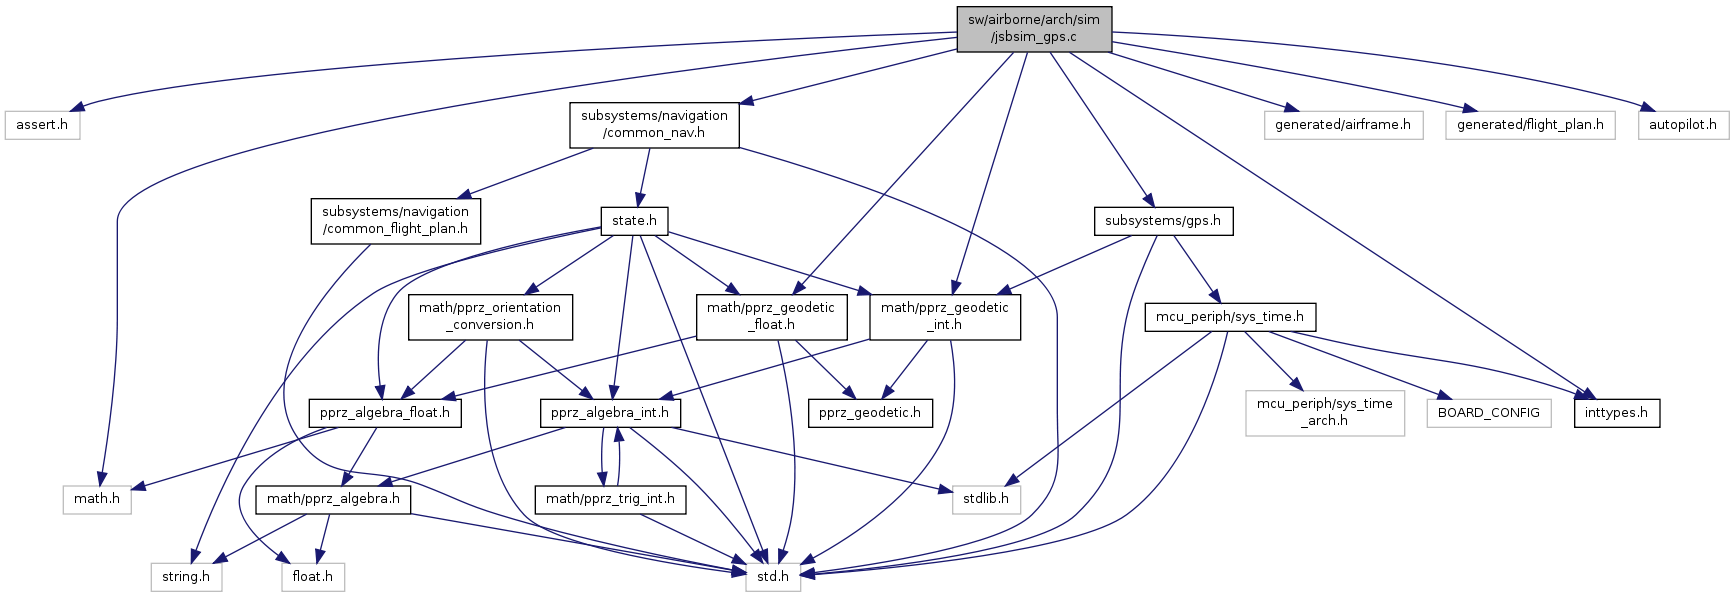 sw/airborne/arch/sim
/jsbsim_gps.c
assert.h
subsystems/navigation
/common_nav.h
generated/airframe.h
generated/flight_plan.h
autopilot.h
subsystems/navigation
/common_flight_plan.h
state.h
subsystems/gps.h
math/pprz_orientation
_conversion.h
math/pprz_geodetic
_float.h
math/pprz_geodetic
_int.h
mcu_periph/sys_time.h
pprz_algebra_float.h
pprz_algebra_int.h
pprz_geodetic.h
mcu_periph/sys_time
_arch.h
BOARD_CONFIG
inttypes.h
math.h
math/pprz_algebra.h
math/pprz_trig_int.h
stdlib.h
string.h
float.h
std.h